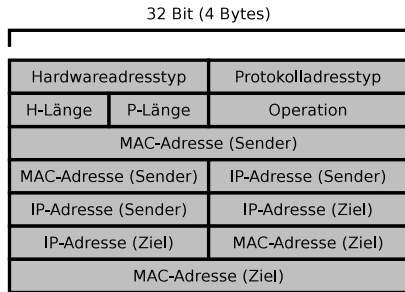 32 Bit (4 Bytes)
Hardwareadresstyp Protokolladresstyp
H-Länge P-Länge Operation
MAC-Adresse (Sender)
MAC-Adresse (Sender) IP-Adresse (Sender)
IP-Adresse (Sender) IP-Adresse (Ziel)
IP-Adresse (Ziel) MAC-Adresse (Ziel)
MAC-Adresse (Ziel)